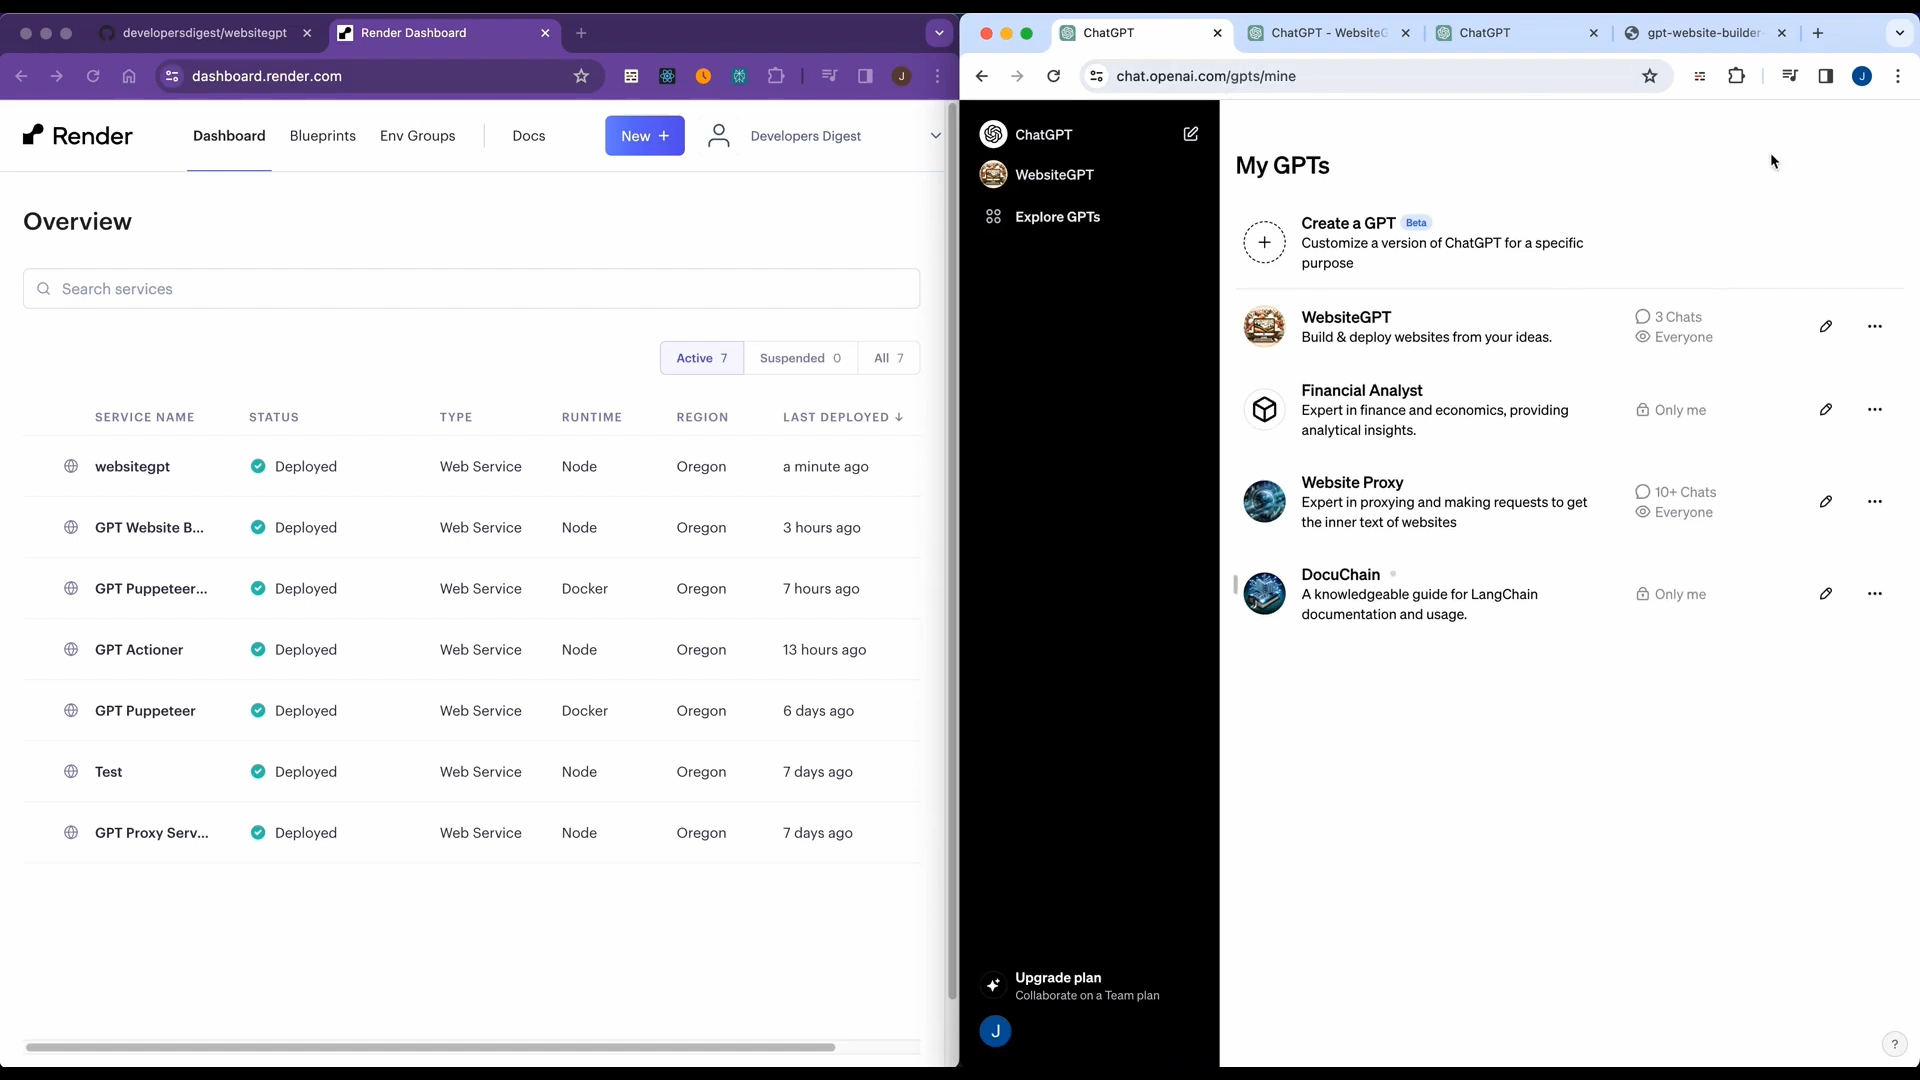 developersdigest/websitegpt
Render Dashboard
dashboard.render.com
J
Render
Dashboard
Blueprints
Env Groups
Docs
New +
Developers Digest
Overview
Search services
Active 7
Suspended 0
All 7
SERVICE NAME STATUS TYPE RUNTIME REGION LAST DEPLOYED ↓
websitegpt Deployed Web Service Node Oregon a minute ago
GPT Website B... Deployed Web Service Node Oregon 3 hours ago
GPT Puppeteer... Deployed Web Service Docker Oregon 7 hours ago
GPT Actioner Deployed Web Service Node Oregon 13 hours ago
GPT Puppeteer Deployed Web Service Docker Oregon 6 days ago
Test Deployed Web Service Node Oregon 7 days ago
GPT Proxy Serv... Deployed Web Service Node Oregon 7 days ago
ChatGPT
ChatGPT - WebsiteG
ChatGPT
gpt-website-builder-
chat.openai.com/gpts/mine
J
ChatGPT
WebsiteGPT
Explore GPTs
Upgrade plan
Collaborate on a Team plan
J
My GPTs
Create a GPT Beta
Customize a version of ChatGPT for a specific
purpose
WebsiteGPT
Build & deploy websites from your ideas.
3 Chats
Everyone
Financial Analyst
Expert in finance and economics, providing
analytical insights.
Only me
Website Proxy
Expert in proxying and making requests to get
the inner text of websites
10+ Chats
Everyone
DocuChain
A knowledgeable guide for LangChain
documentation and usage.
Only me
?